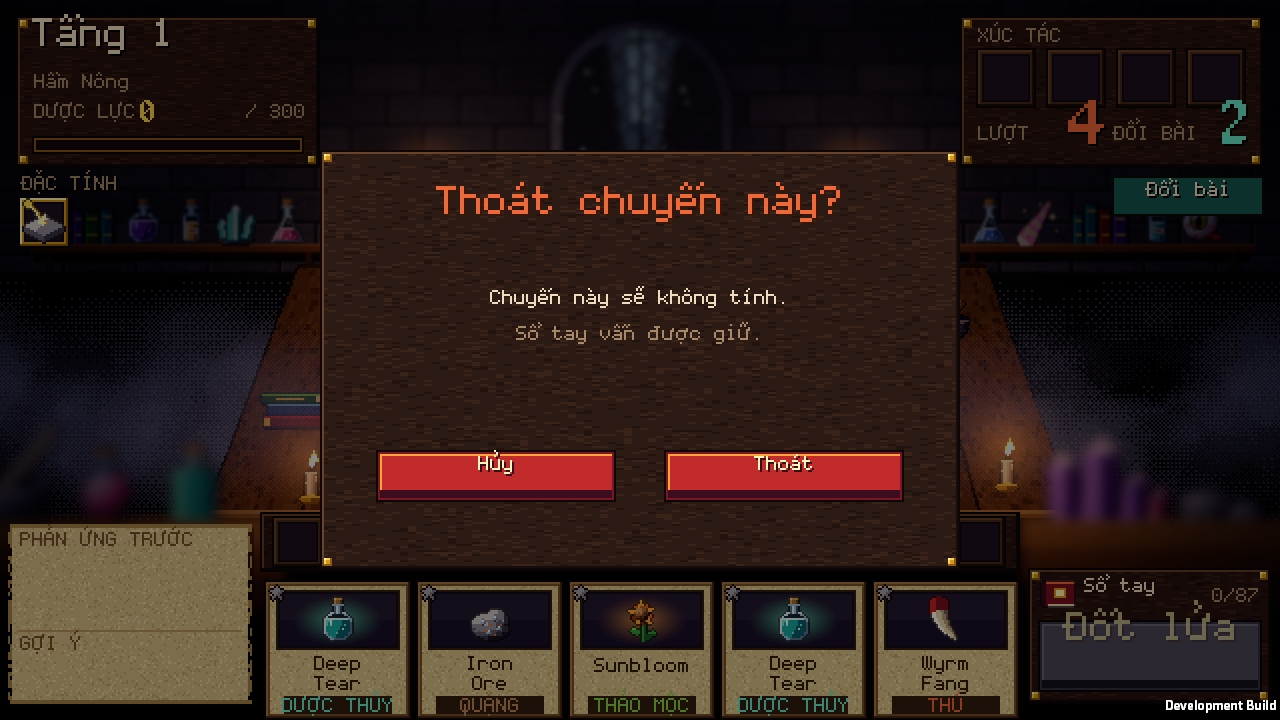 Tầng 1
Hầm Nông
DƯỢC LỰC 0 / 300
ĐẶC TÍNH
XÚC TÁC
LƯỢT 4 ĐỔI BÀI 2
Đổi bài
Thoát chuyến này?
Chuyến này sẽ không tính.
Sổ tay vẫn được giữ.
Hủy
Thoát
PHẢN ỨNG TRƯỚC
GỢI Ý
Deep
Tear
DƯỢC THUỶ
Iron
Ore
QUẶNG
Sunbloom
THẢO MỘC
Deep
Tear
DƯỢC THUỶ
Wyrm
Fang
THÚ
Sổ tay 0/87
Đốt lửa
Development Build